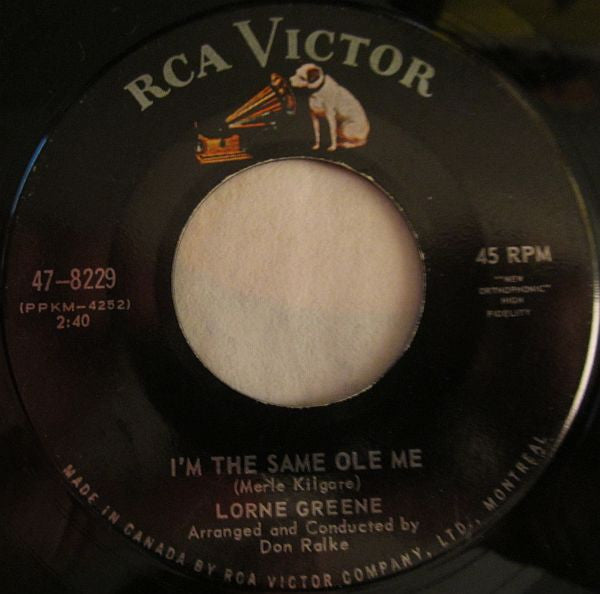 RCA VICTOR
47-8229
(PPKM-4252)
2:40
45 RPM
"NEW
ORTHOPHONIC"
HIGH
FIDELITY
I'M THE SAME OLE ME
(Merle Kilgare)
LORNE GREENE
Arranged and Conducted by
Don Ralke
MADE IN CANADA BY RCA VICTOR COMPANY, LTD., MONTREAL